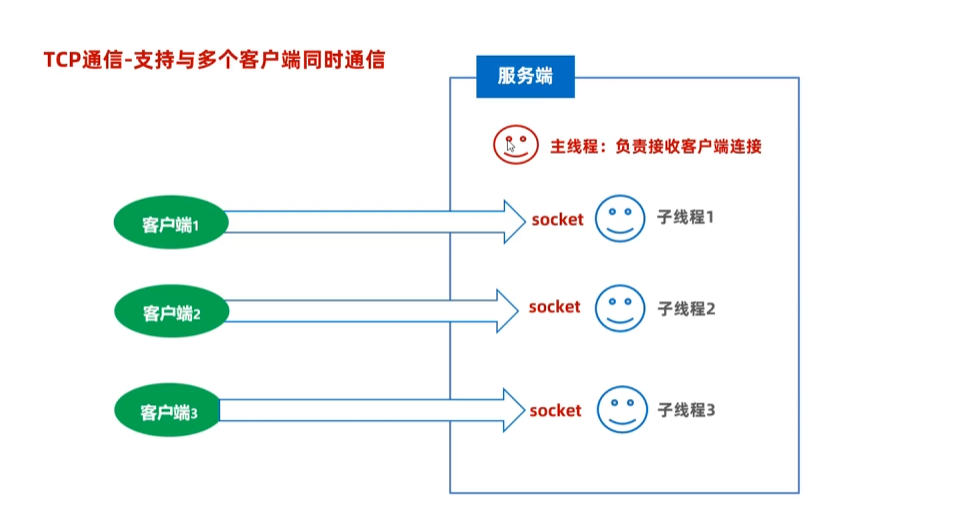 TCP通信-支持与多个客户端同时通信
服务端
主线程：负责接收客户端连接
客户端1
socket
子线程1
客户端2
socket
子线程2
客户端3
socket
子线程3